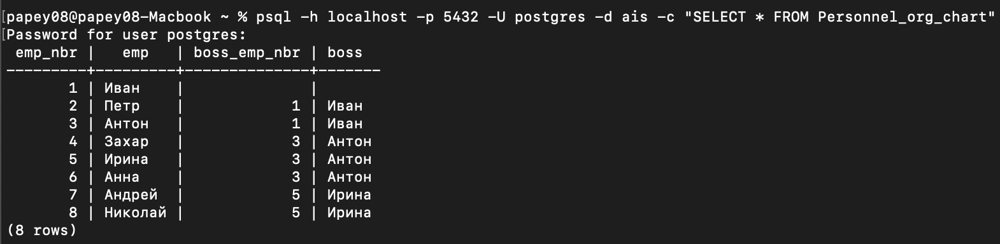 [papey08@papey08-Macbook ~ % psql -h localhost -p 5432 -U postgres -d ais -c "SELECT * FROM Personnel_org_chart"
[Password for user postgres:
 emp_nbr |   emp   | boss_emp_nbr | boss
---------+---------+--------------+-------
       1 | Иван    |              |
       2 | Петр    |            1 | Иван
       3 | Антон   |            1 | Иван
       4 | Захар   |            3 | Антон
       5 | Ирина   |            3 | Антон
       6 | Анна    |            3 | Антон
       7 | Андрей  |            5 | Ирина
       8 | Николай |            5 | Ирина
(8 rows)